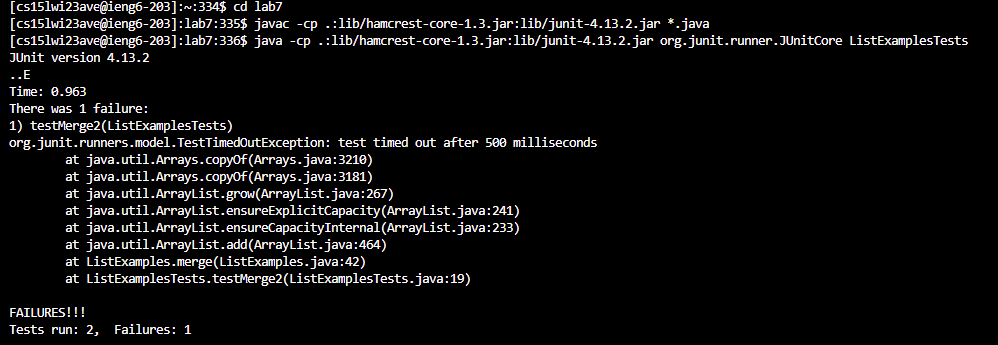 [cs15lwi23ave@ieng6-203]:~:334$ cd lab7
[cs15lwi23ave@ieng6-203]:lab7:335$ javac -cp .:lib/hamcrest-core-1.3.jar:lib/junit-4.13.2.jar *.java
[cs15lwi23ave@ieng6-203]:lab7:336$ java -cp .:lib/hamcrest-core-1.3.jar:lib/junit-4.13.2.jar org.junit.runner.JUnitCore ListExamplesTests
JUnit version 4.13.2
..E
Time: 0.963
There was 1 failure:
1) testMerge2(ListExamplesTests)
org.junit.runners.model.TestTimedOutException: test timed out after 500 milliseconds
        at java.util.Arrays.copyOf(Arrays.java:3210)
        at java.util.Arrays.copyOf(Arrays.java:3181)
        at java.util.ArrayList.grow(ArrayList.java:267)
        at java.util.ArrayList.ensureExplicitCapacity(ArrayList.java:241)
        at java.util.ArrayList.ensureCapacityInternal(ArrayList.java:233)
        at java.util.ArrayList.add(ArrayList.java:464)
        at ListExamples.merge(ListExamples.java:42)
        at ListExamplesTests.testMerge2(ListExamplesTests.java:19)

FAILURES!!!
Tests run: 2,  Failures: 1